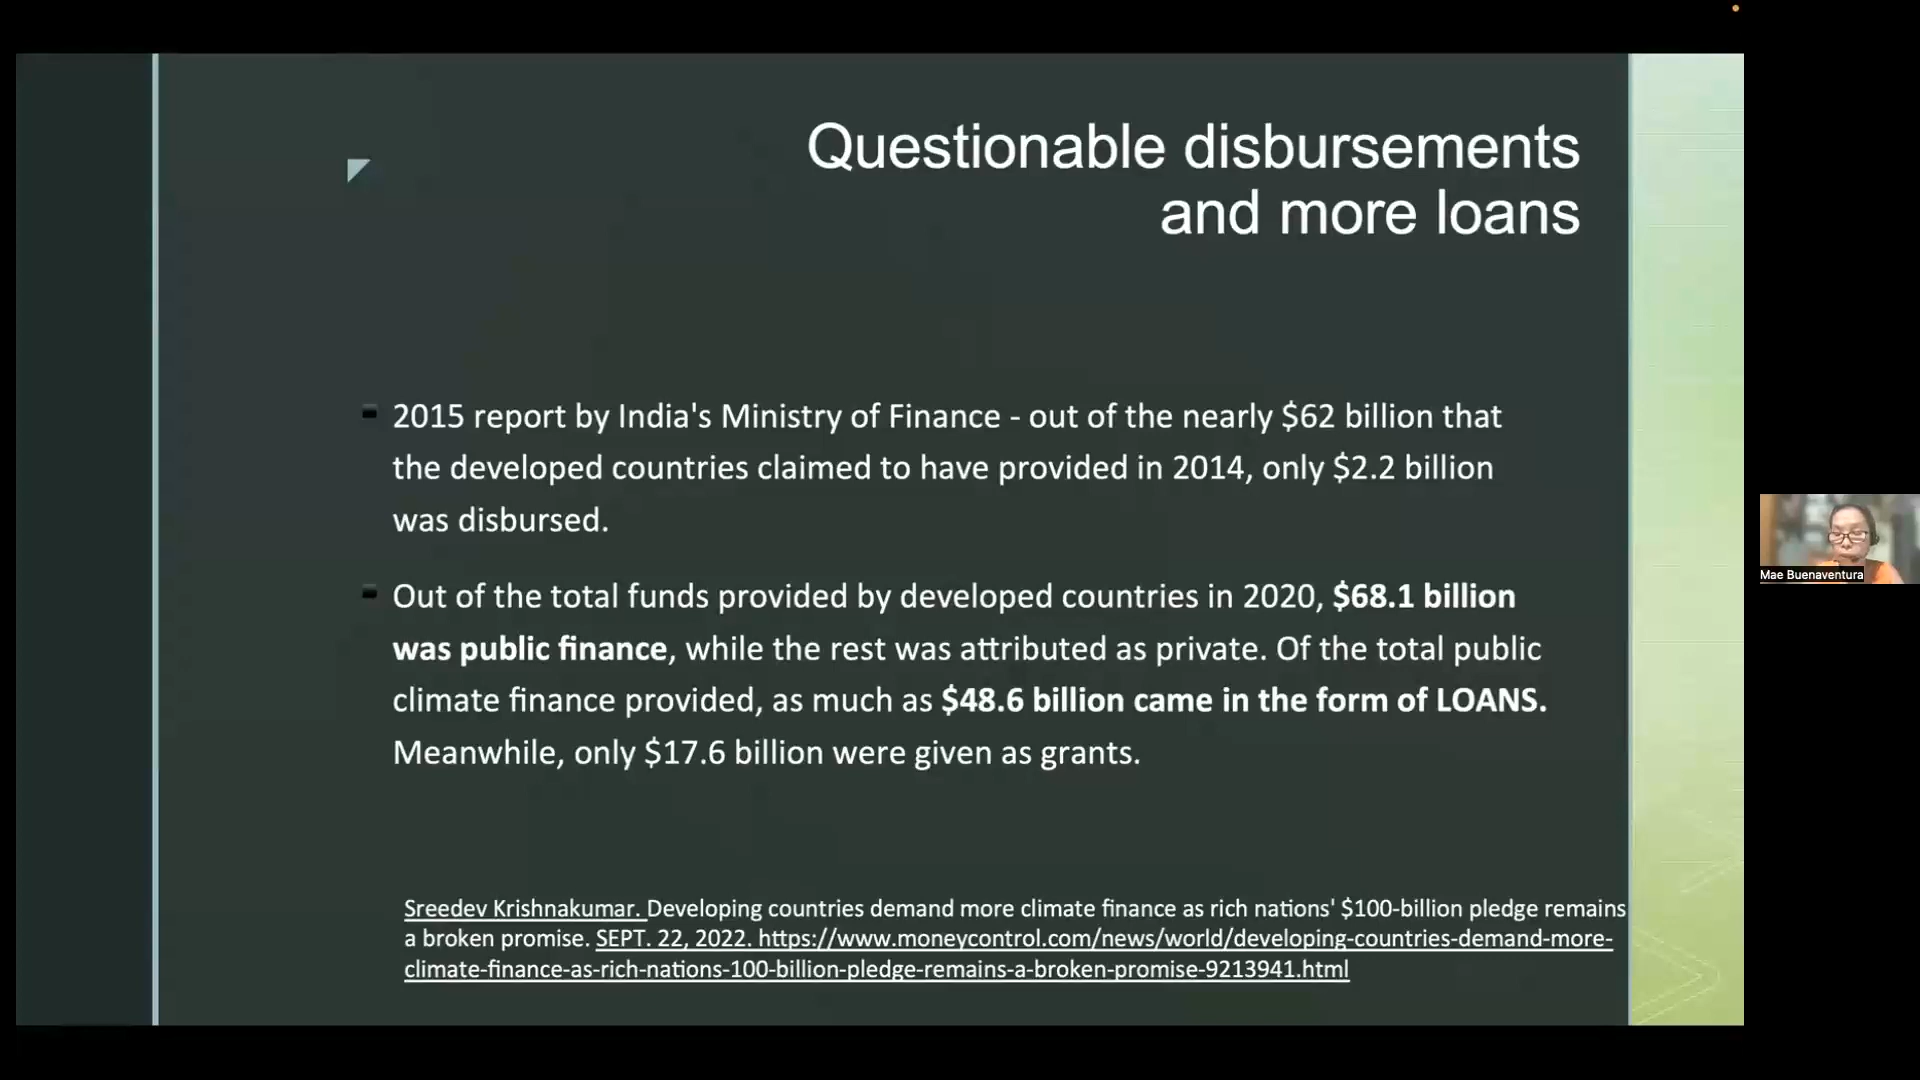 Questionable disbursements
and more loans
2015 report by India's Ministry of Finance - out of the nearly $62 billion that
the developed countries claimed to have provided in 2014, only $2.2 billion
was disbursed.
Out of the total funds provided by developed countries in 2020, $68.1 billion
was public finance, while the rest was attributed as private. Of the total public
climate finance provided, as much as $48.6 billion came in the form of LOANS.
Meanwhile, only $17.6 billion were given as grants.
Sreedev Krishnakumar. Developing countries demand more climate finance as rich nations' $100-billion pledge remains
a broken promise. SEPT. 22, 2022. https://www.moneycontrol.com/news/world/developing-countries-demand-more-
climate-finance-as-rich-nations-100-billion-pledge-remains-a-broken-promise-9213941.html
Mae Buenaventura